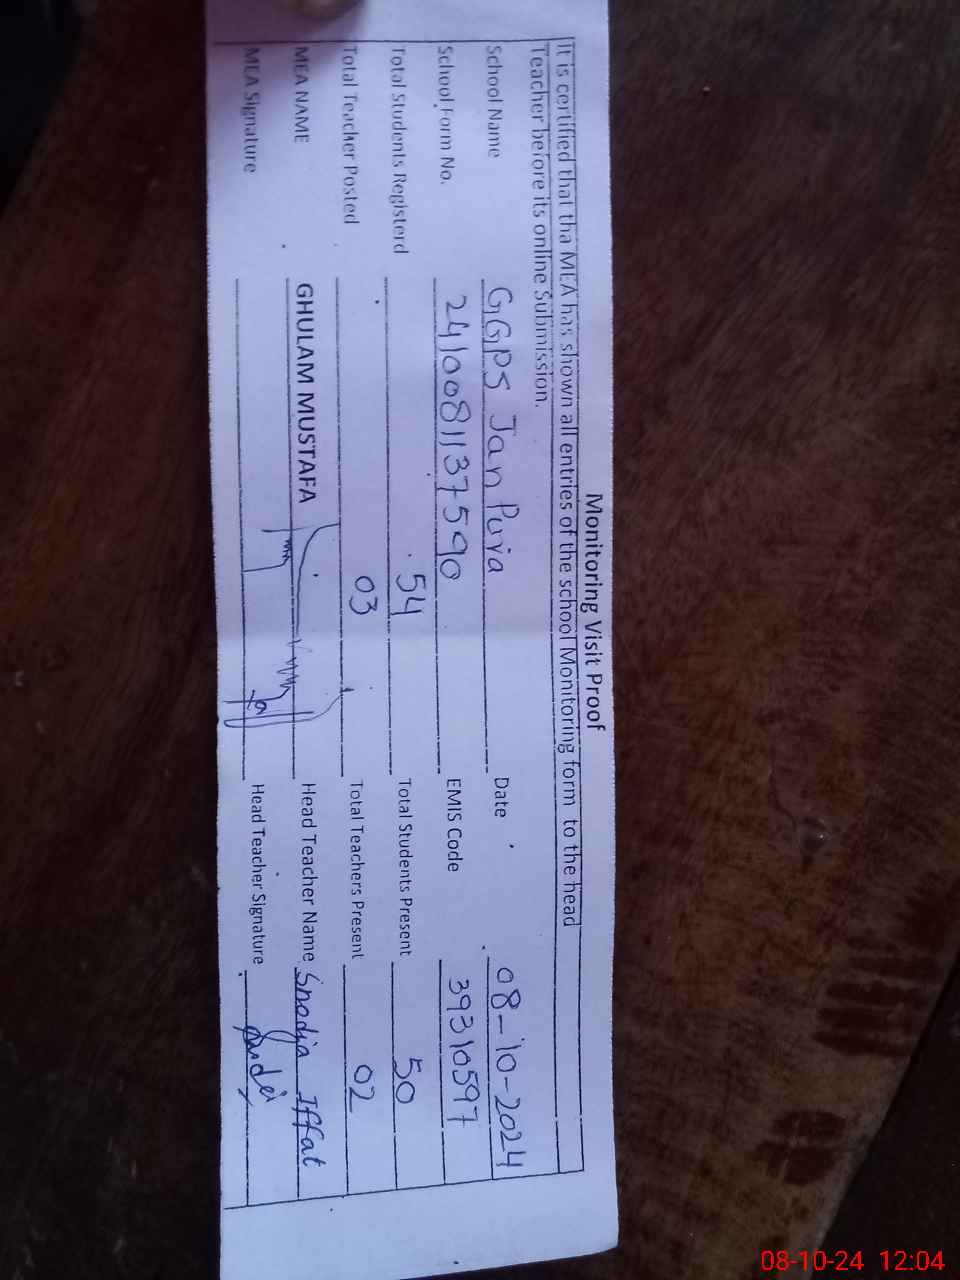 Monitoring Visit Proof
It is certified that tha MEA has shown all entries of the school Monitoring form to the head
Teacher before its online Submission.
School Name GGPS Jan Pura Date 08-10-2024
School Form No. 2410081137590 EMIS Code 39310597
Total Students Registerd 54 Total Students Present 50
Total Teacher Posted 03 Total Teachers Present 02
MEA NAME GHULAM MUSTAFA Head Teacher Name Iffat
MEA Signature Head Teacher Signature
08-10-24 12:04